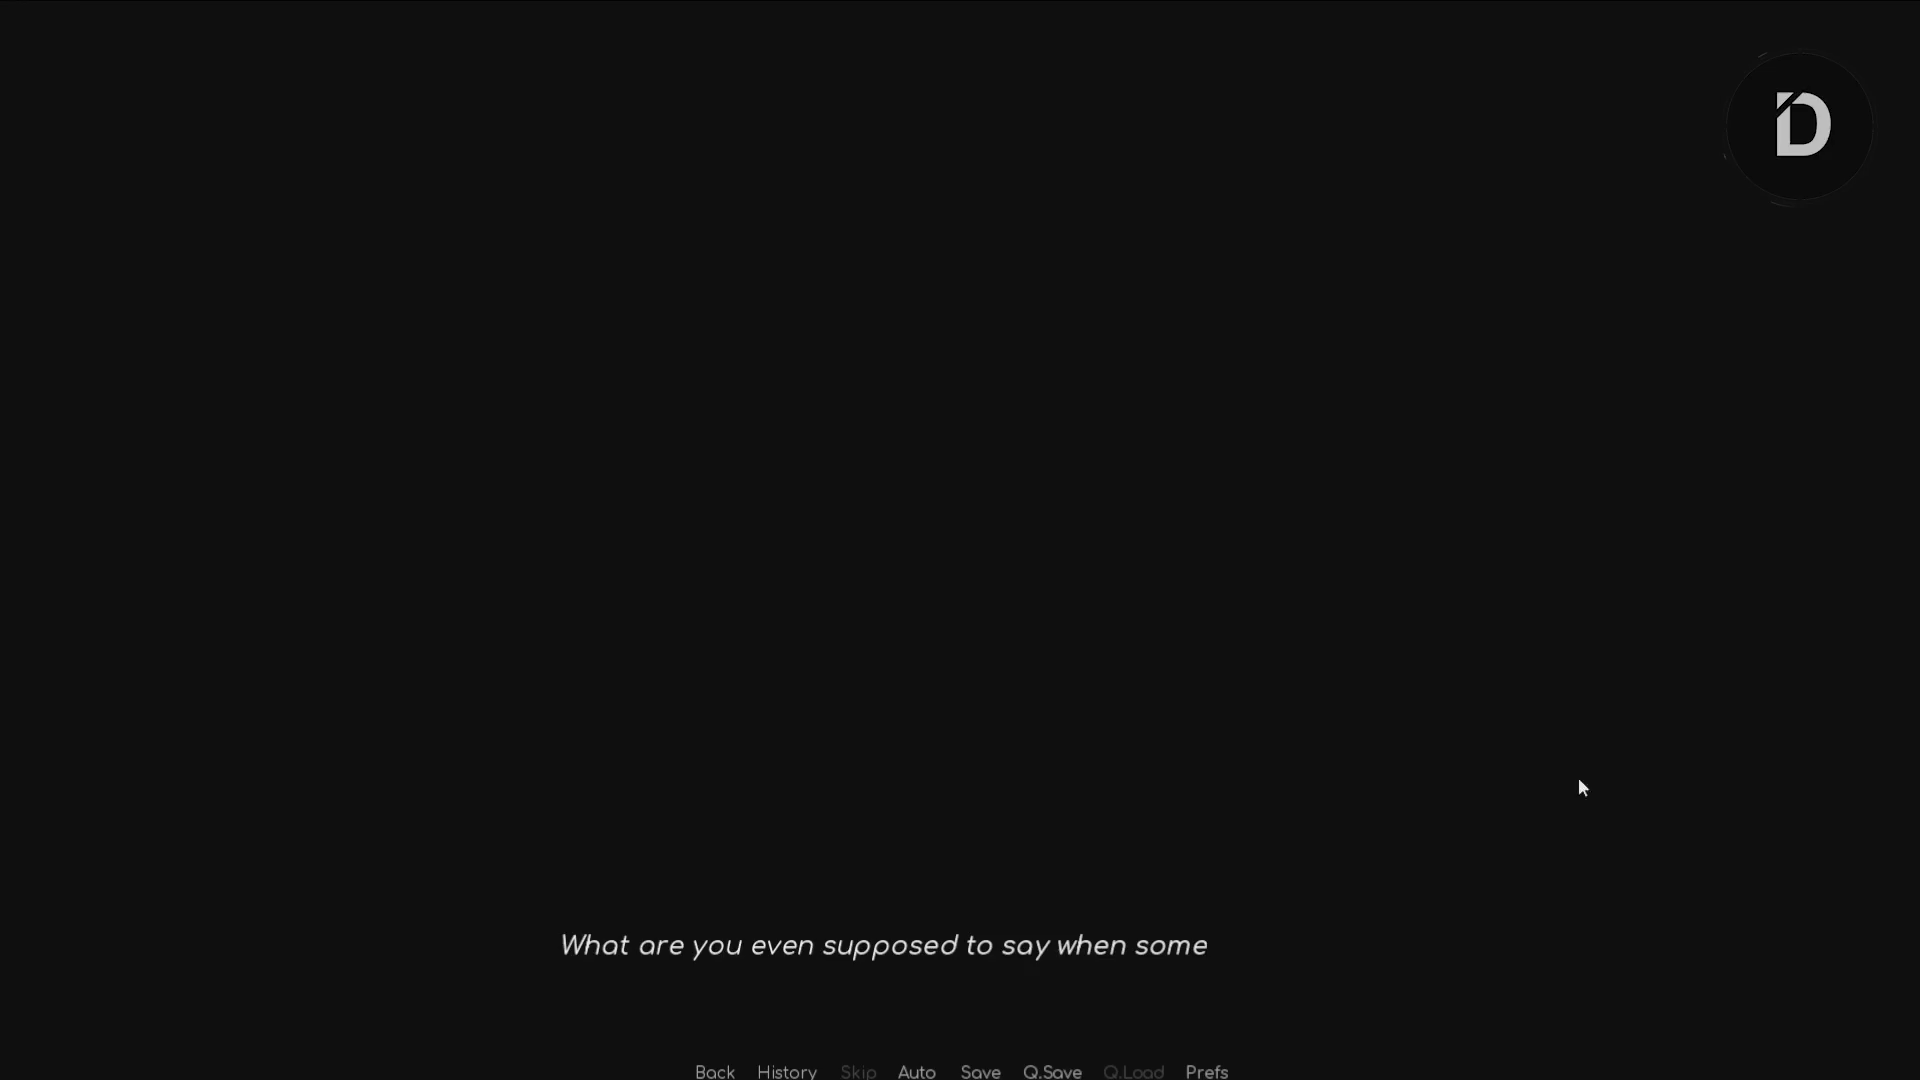 D
What are you even supposed to say when some
Back History Skip Auto Save Q.Save Q.Load Prefs